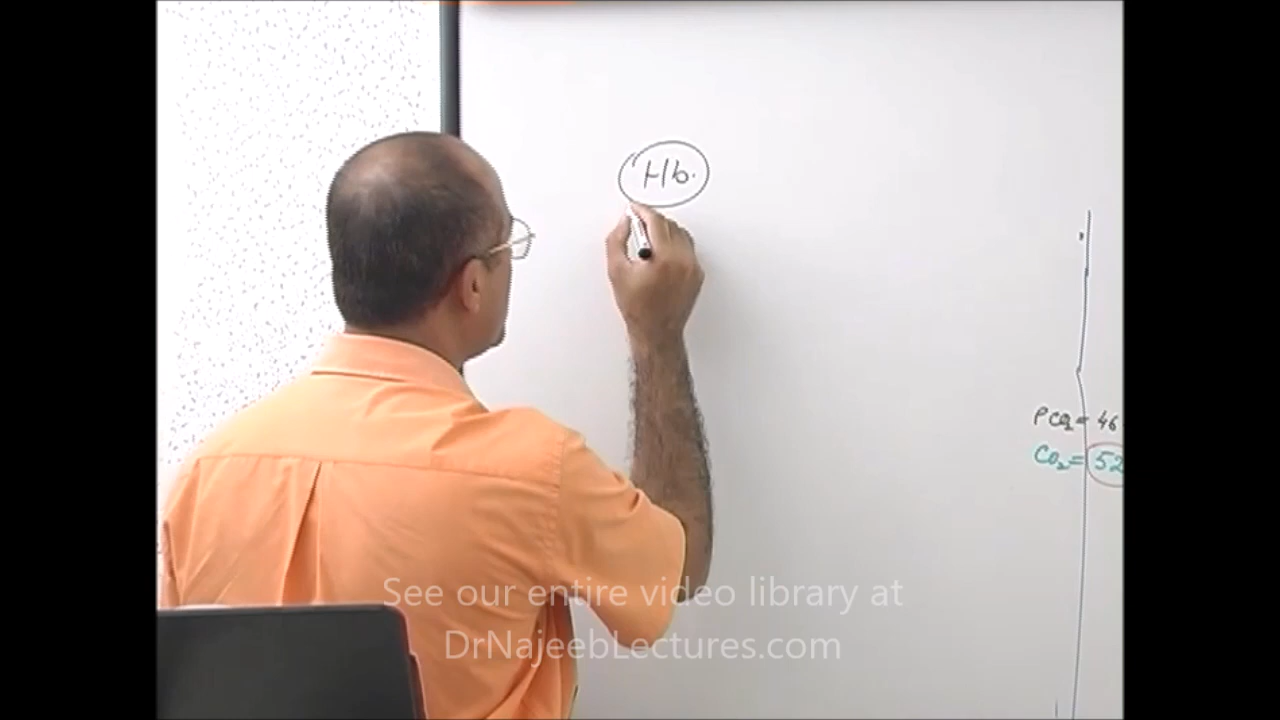 Hb.
PCO₂ = 46
CO₂ = 52
See our entire video library at
DrNajeebLectures.com